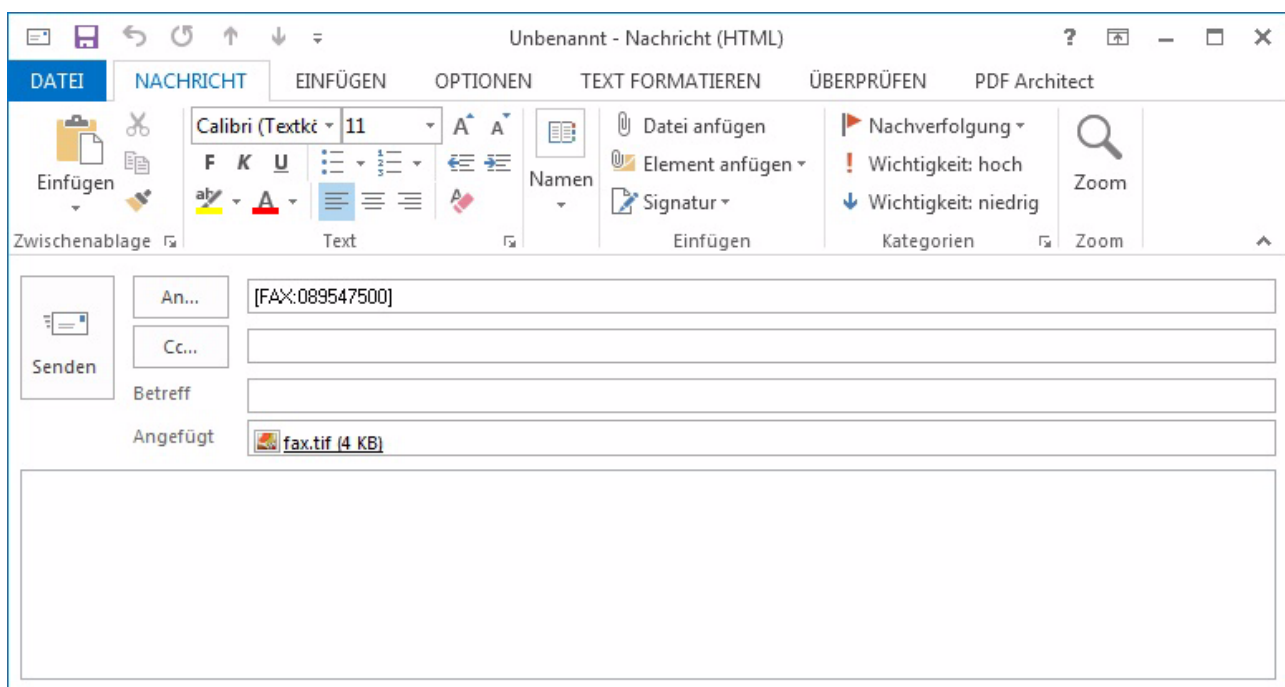 Unbenannt - Nachricht (HTML) ?
DATEI NACHRICHT EINFÜGEN OPTIONEN TEXT FORMATIEREN ÜBERPRÜFEN PDF Architect
Calibri (Textkö 11 A A Datei anfügen Nachverfolgung
F K U Element anfügen ! Wichtigkeit: hoch
Einfügen Namen Zoom
ab A Signatur Wichtigkeit: niedrig
Zwischenablage Text Einfügen Kategorien Zoom
An... [FAX:089547500]
Cc...
Senden
Betreff
Angefügt fax.tif (4 KB)